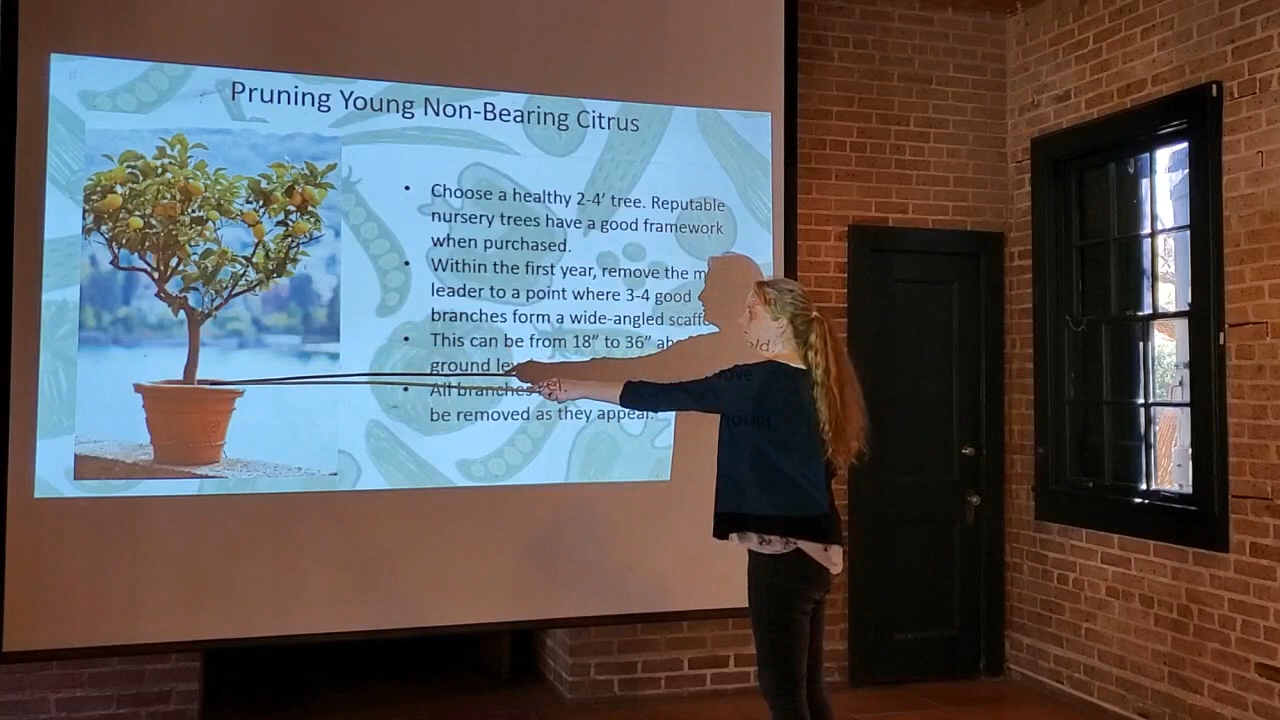 Pruning Young Non-Bearing Citrus
• Choose a healthy 2-4' tree. Reputable
nursery trees have a good framework
when purchased.
• Within the first year, remove the
leader to a point where 3-4 good
branches form a wide-angled
• This can be from 18" to 36"
ground
• All branches
be removed as they appear.